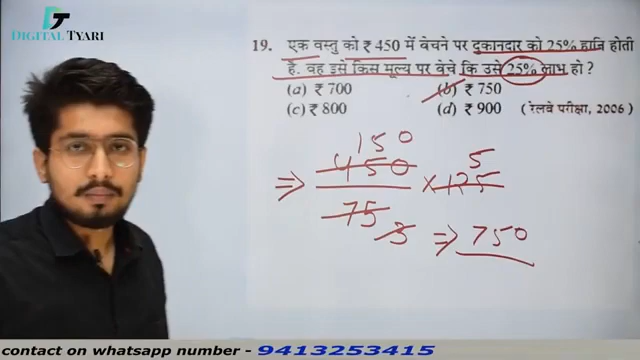 DT
DIGITAL TYARI
19. एक वस्तु को ₹ 450 में बेचने पर दुकानदार को 25% हानि होती
है. वह इसे किस मूल्य पर बेचे कि उसे 25% लाभ हो ?
(a) ₹ 700 (b) ₹ 750
(c) ₹ 800 (d) ₹ 900 (रेलवे परीक्षा, 2006)
150
⇒ 450 5
× 125
75
3 ⇒ 750
contact on whatsapp number - 9413253415